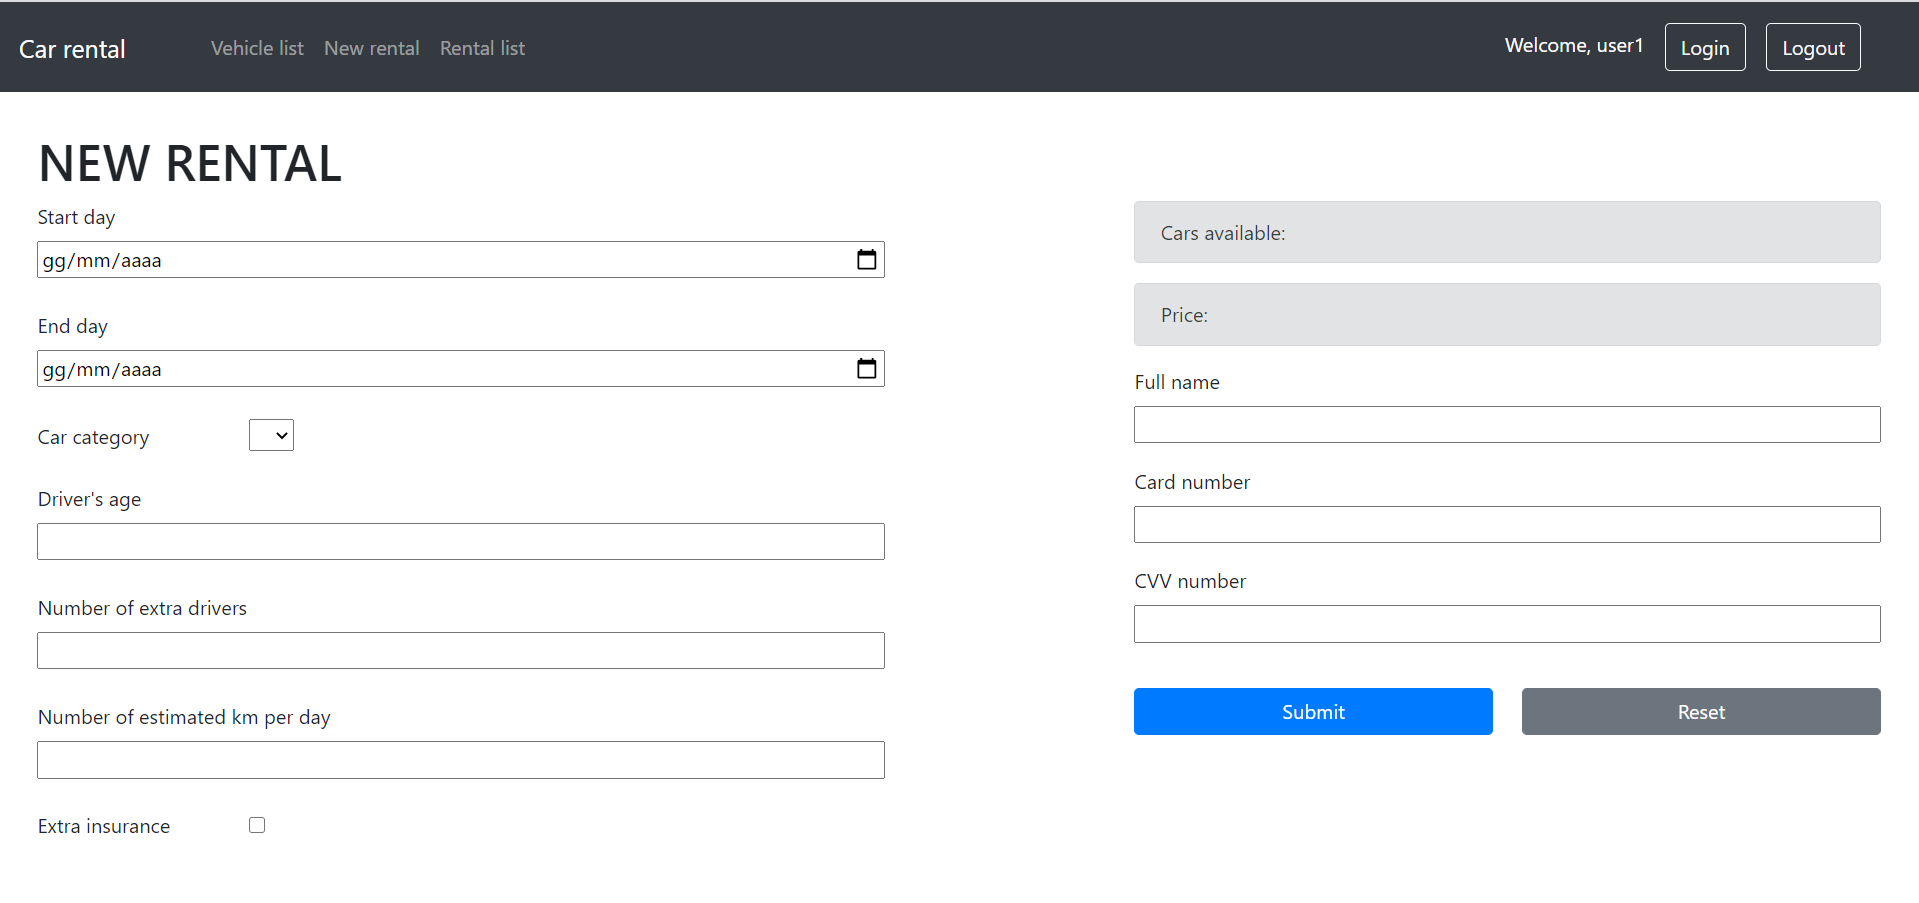 Car rental
Vehicle list
New rental
Rental list
Welcome, user1
Login
Logout
NEW RENTAL
Start day
gg/mm/aaaa
End day
gg/mm/aaaa
Car category
Driver's age
Number of extra drivers
Number of estimated km per day
Extra insurance
Cars available:
Price:
Full name
Card number
CVV number
Submit
Reset